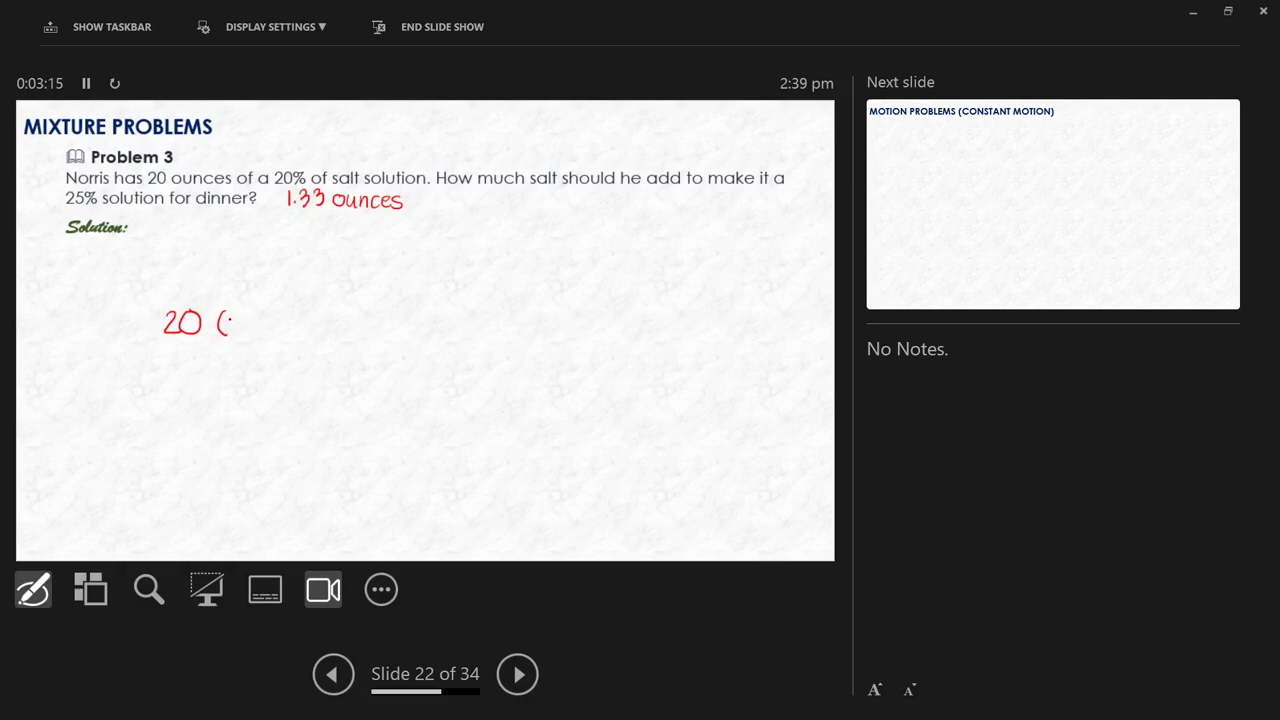 SHOW TASKBAR DISPLAY SETTINGS ▼ END SLIDE SHOW
0:03:15 2:39 pm
MIXTURE PROBLEMS
Problem 3
Norris has 20 ounces of a 20% of salt solution. How much salt should he add to make it a
25% solution for dinner? 1.33 ounces
Solution:
20 (.
Slide 22 of 34
Next slide
MOTION PROBLEMS (CONSTANT MOTION)
No Notes.
A A